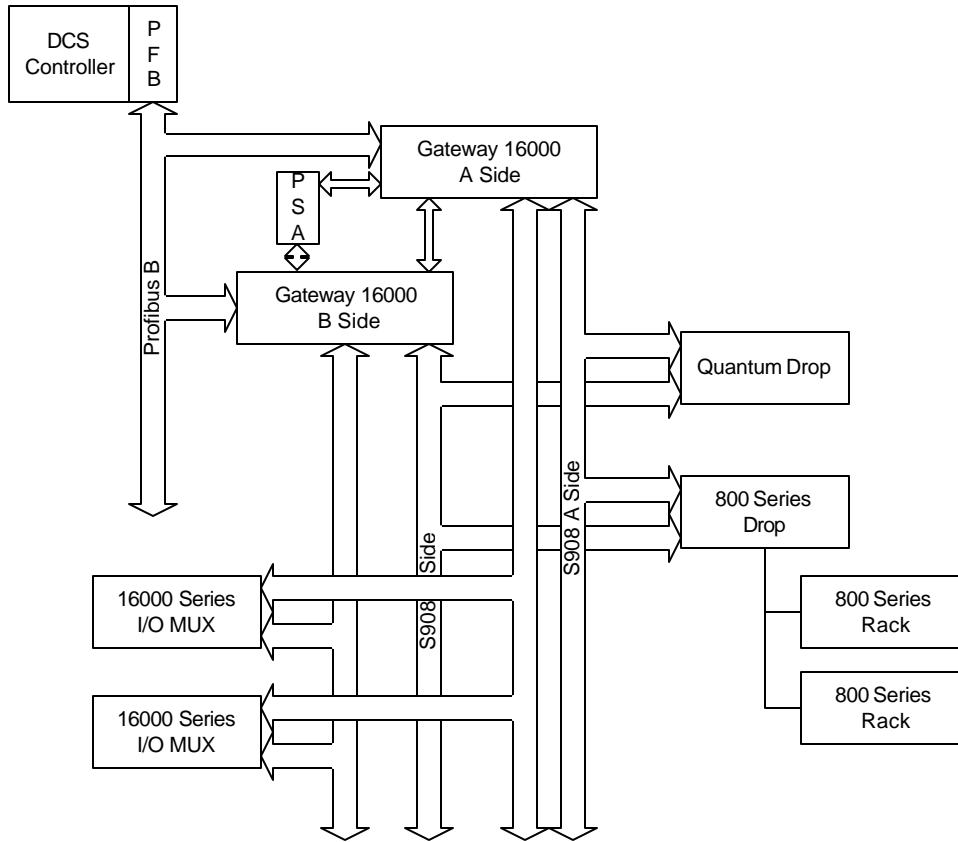 DCS
Controller
P
F
B
Gateway 16000
A Side
P
S
A
Gateway 16000
B Side
Profibus B
Quantum Drop
S908 A Side
800 Series
Drop
S908 Side
16000 Series
I/O MUX
800 Series
Rack
16000 Series
I/O MUX
800 Series
Rack